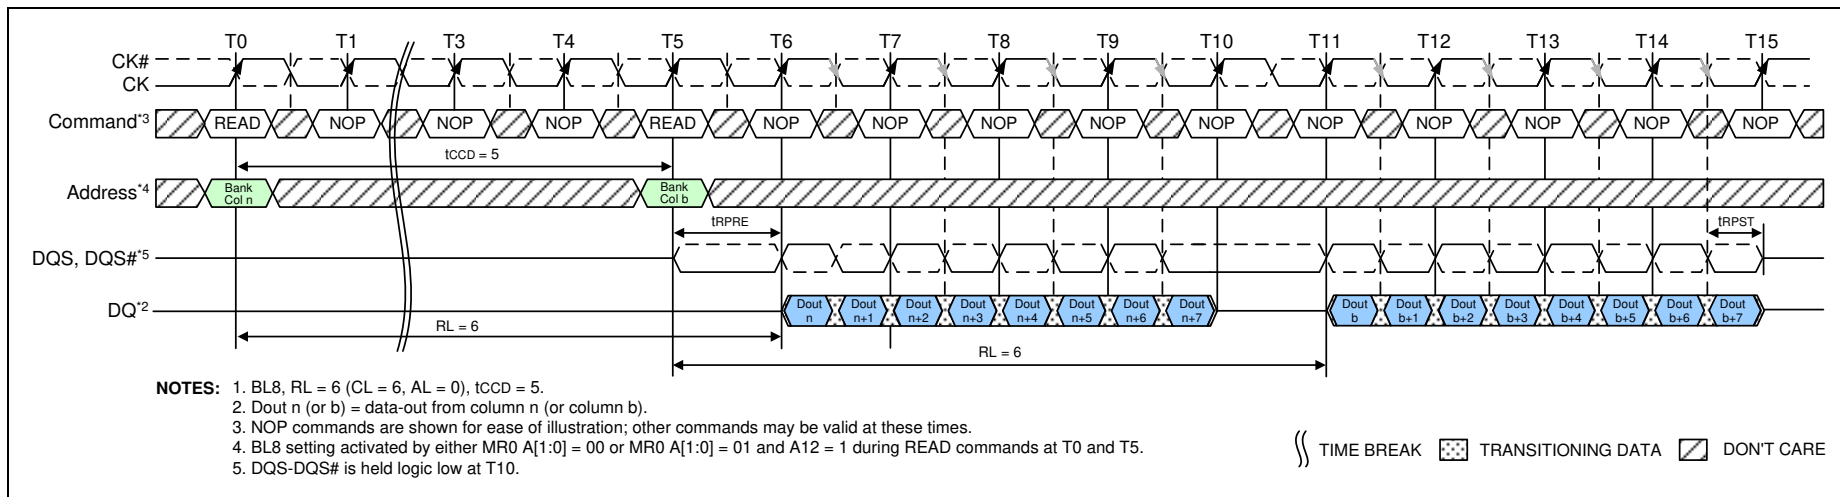 T0 T1 T3 T4 T5 T6 T7 T8 T9 T10 T11 T12 T13 T14 T15
CK#
CK
Command*3 READ NOP NOP NOP READ NOP NOP NOP NOP NOP NOP NOP NOP NOP NOP
tCCD = 5
Address*4 Bank Col n Bank Col b
tRPRE tRPST
DQS, DQS#*5
DQ*2 Dout n Dout n+1 Dout n+2 Dout n+3 Dout n+4 Dout n+5 Dout n+6 Dout n+7 Dout b Dout b+1 Dout b+2 Dout b+3 Dout b+4 Dout b+5 Dout b+6 Dout b+7
RL = 6
RL = 6
NOTES: 1. BL8, RL = 6 (CL = 6, AL = 0), tCCD = 5.
2. Dout n (or b) = data-out from column n (or column b).
3. NOP commands are shown for ease of illustration; other commands may be valid at these times.
4. BL8 setting activated by either MR0 A[1:0] = 00 or MR0 A[1:0] = 01 and A12 = 1 during READ commands at T0 and T5.
5. DQS-DQS# is held logic low at T10.
TIME BREAK TRANSITIONING DATA DON'T CARE